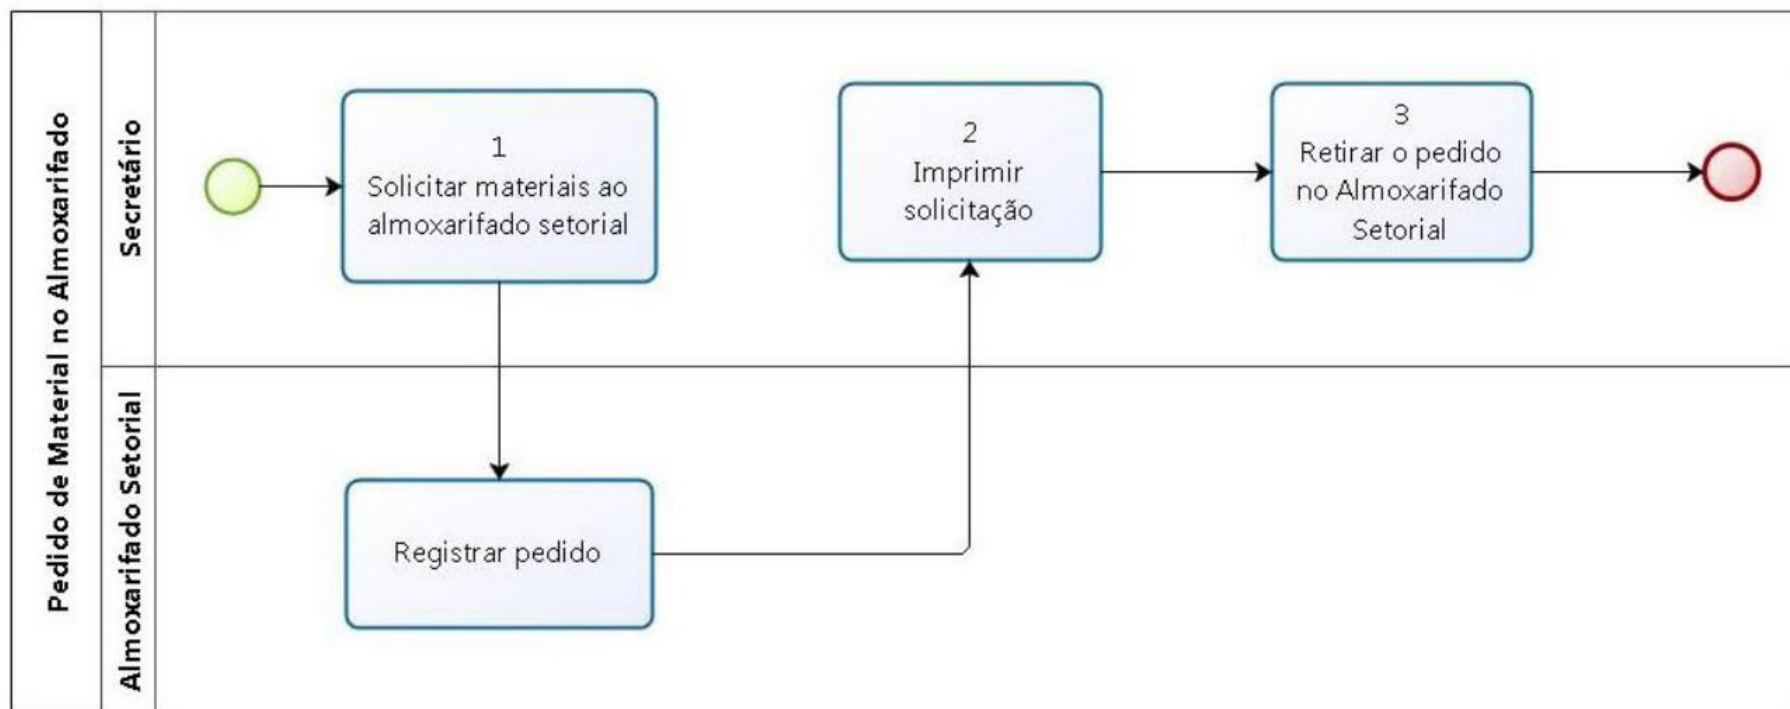 Pedido de Material no Almoxarifado
Secretário
1
Solicitar materiais ao
almoxarifado setorial
2
Imprimir
solicitação
3
Retirar o pedido
no Almoxarifado
Setorial
Almoxarifado Setorial
Registrar pedido